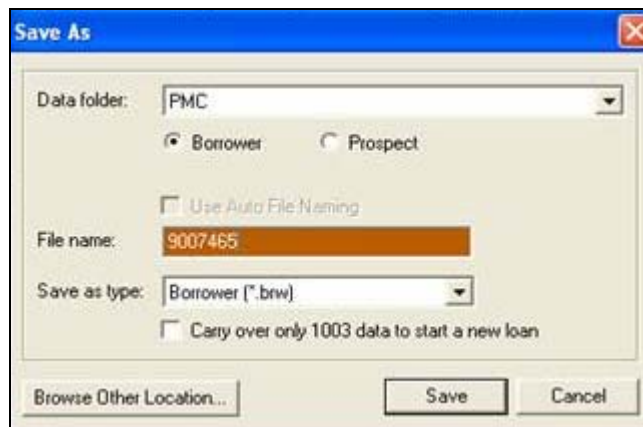 Save As
Data folder: PMC
Borrower Prospect
Use Auto File Naming
File name: 9007465
Save as type: Borrower (*.brw)
Carry over only 1003 data to start a new loan
Browse Other Location... Save Cancel